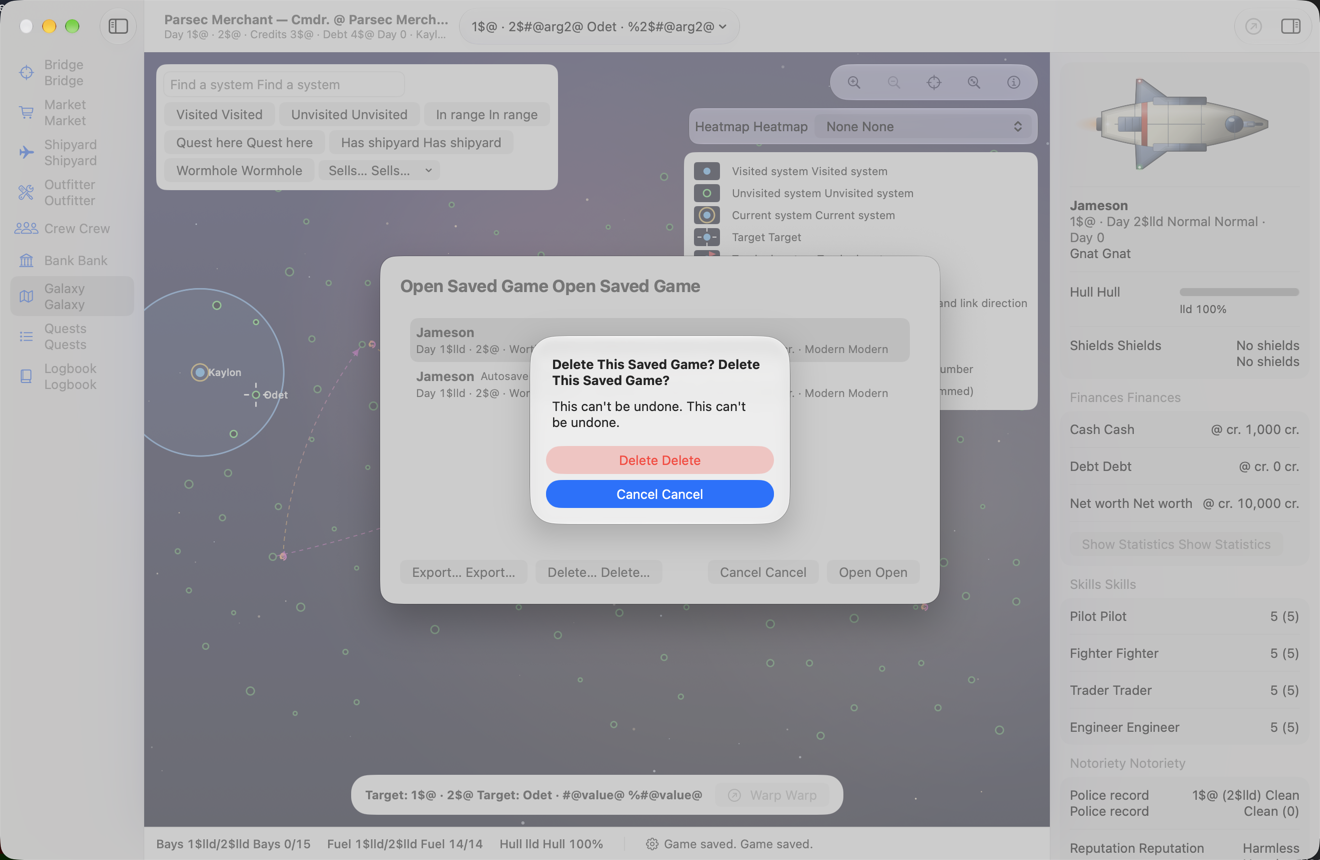 Parsec Merchant — Cmdr. @ Parsec Merch...
Day 1$@ · 2$@ · Credits 3$@ · Debt 4$@ Day 0 · Kayl...
1$@ · 2$#@arg2@ Odet · %2$#@arg2@
Bridge
Bridge
Market
Market
Shipyard
Shipyard
Outfitter
Outfitter
Crew Crew
Bank Bank
Galaxy
Galaxy
Quests
Quests
Logbook
Logbook
Find a system Find a system
Visited Visited
Unvisited Unvisited
In range In range
Quest here Quest here
Has shipyard Has shipyard
Wormhole Wormhole
Sells... Sells...
Heatmap Heatmap
None None
Visited system Visited system
Unvisited system Unvisited system
Current system Current system
Target Target
and link direction
umber
mmed)
Kaylon
Odet
Open Saved Game Open Saved Game
Jameson
Day 1$lld · 2$@ · Wor
r. · Modern Modern
Jameson Autosave
Day 1$lld · 2$@ · Wor
r. · Modern Modern
Delete This Saved Game? Delete
This Saved Game?
This can't be undone. This can't
be undone.
Delete Delete
Cancel Cancel
Export... Export...
Delete... Delete...
Cancel Cancel
Open Open
Target: 1$@ · 2$@ Target: Odet · #@value@ %#@value@
Warp Warp
Bays 1$lld/2$lld Bays 0/15
Fuel 1$lld/2$lld Fuel 14/14
Hull lld Hull 100%
Game saved. Game saved.
Jameson
1$@ · Day 2$lld Normal Normal ·
Day 0
Gnat Gnat
Hull Hull
lld 100%
Shields Shields
No shields
No shields
Finances Finances
Cash Cash
@ cr. 1,000 cr.
Debt Debt
@ cr. 0 cr.
Net worth Net worth
@ cr. 10,000 cr.
Show Statistics Show Statistics
Skills Skills
Pilot Pilot
5 (5)
Fighter Fighter
5 (5)
Trader Trader
5 (5)
Engineer Engineer
5 (5)
Notoriety Notoriety
Police record
Police record
1$@ (2$lld) Clean
Clean (0)
Reputation Reputation
Harmless